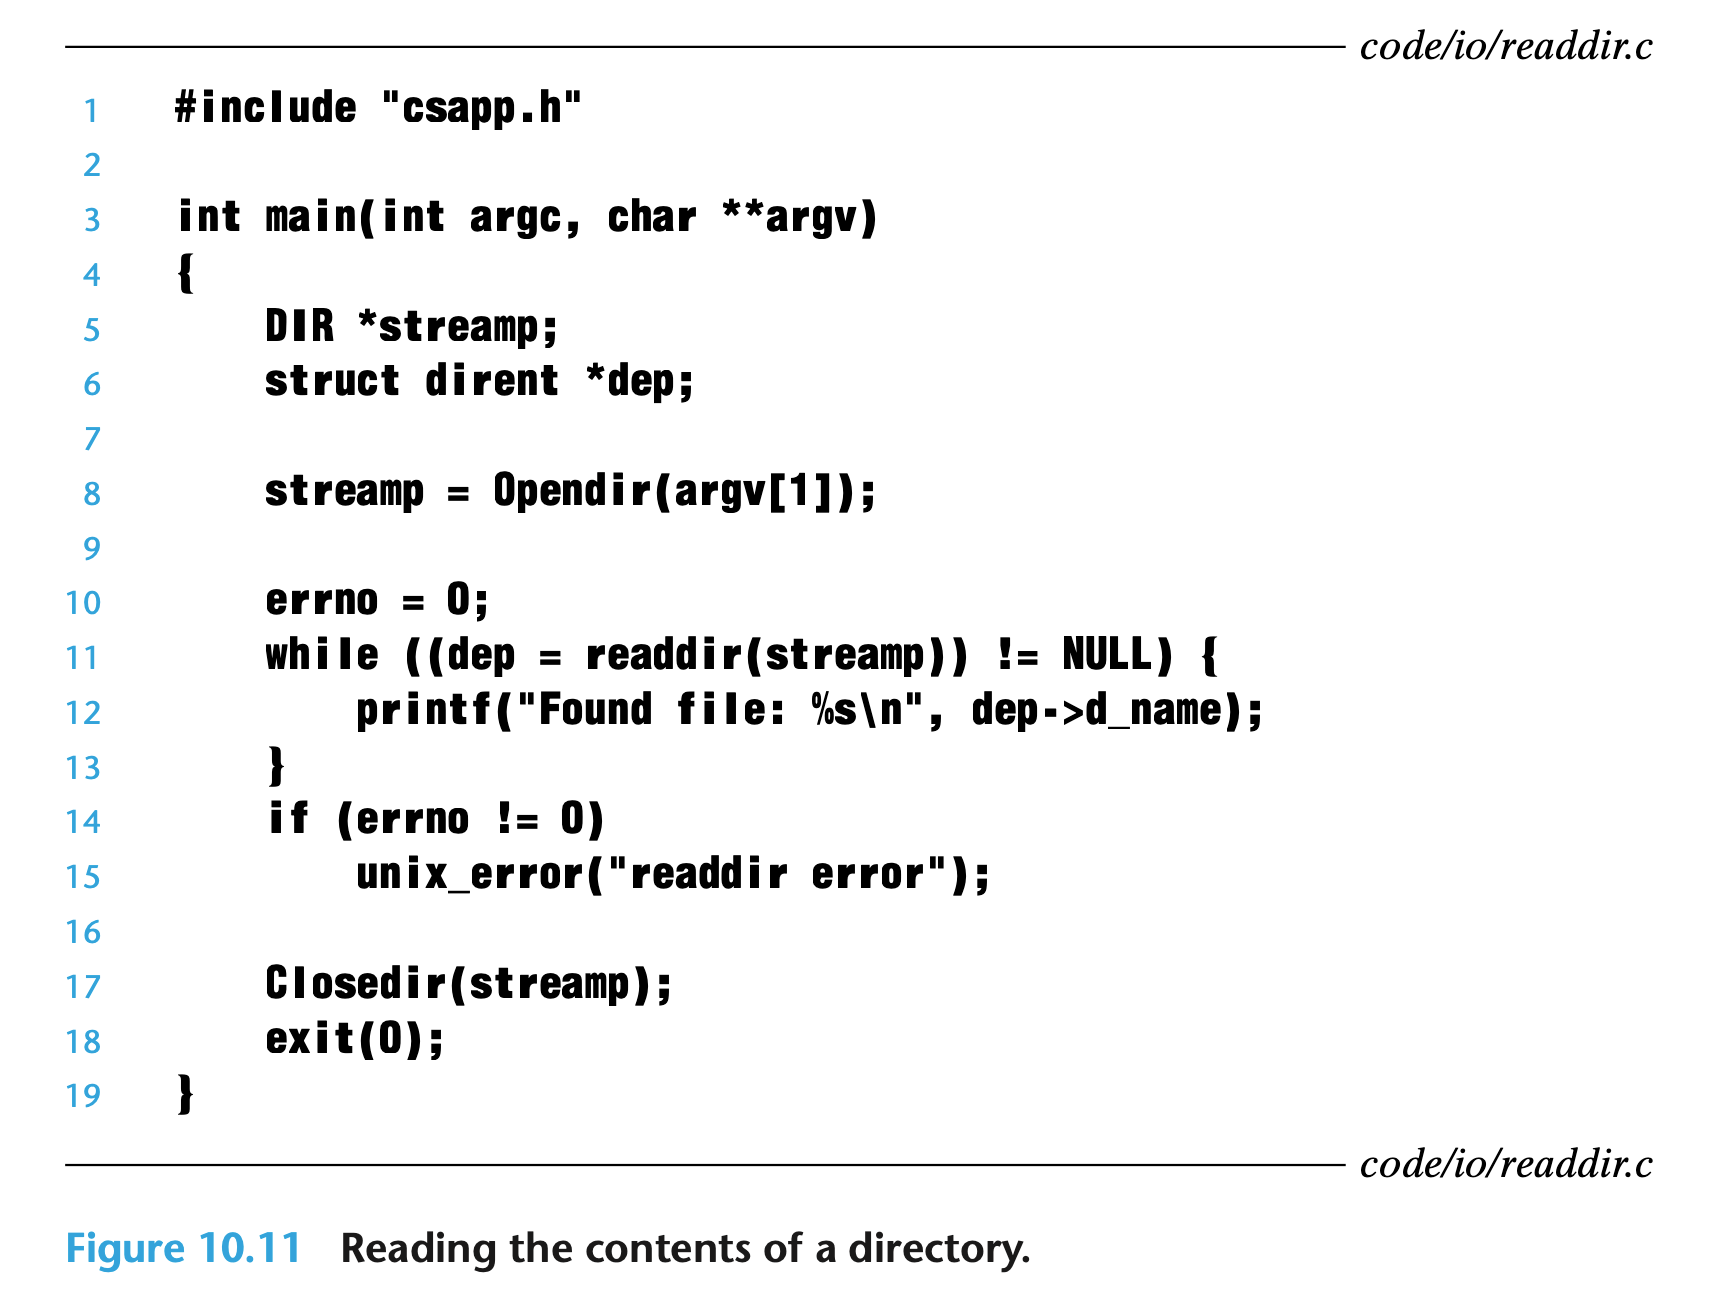 code/io/readdir.c
1 #include "csapp.h"
2
3 int main(int argc, char **argv)
4 {
5     DIR *streamp;
6     struct dirent *dep;
7
8     streamp = Opendir(argv[1]);
9
10     errno = 0;
11     while ((dep = readdir(streamp)) != NULL) {
12         printf("Found file: %s\n", dep->d_name);
13     }
14     if (errno != 0)
15         unix_error("readdir error");
16
17     Closedir(streamp);
18     exit(0);
19 }
code/io/readdir.c
Figure 10.11 Reading the contents of a directory.